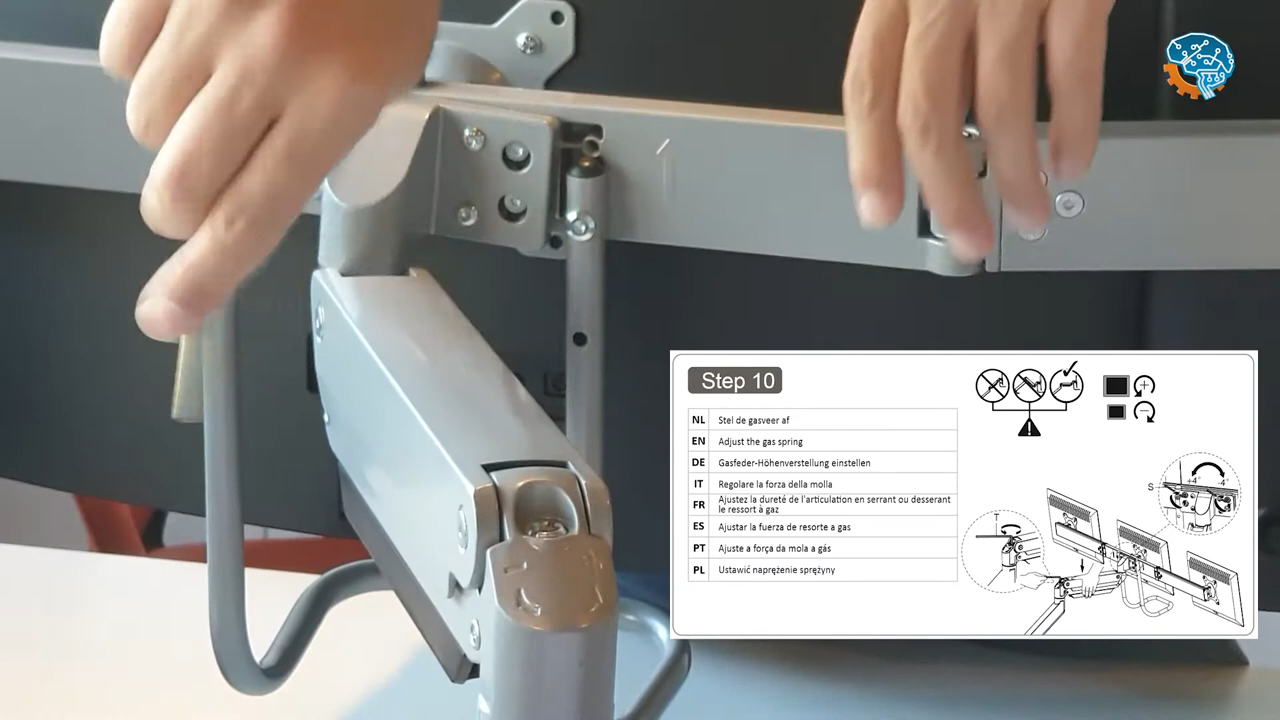 Step 10
NL Stel de gasveer af
EN Adjust the gas spring
DE Gasfeder-Höhenverstellung einstellen
IT Regolare la forza della molla
FR Ajustez la dureté de l'articulation en serrant ou desserant
le ressort à gaz
ES Ajustar la fuerza de resorte a gas
PT Ajuste a força da mola a gás
PL Ustawić naprężenie sprężyny
T
S